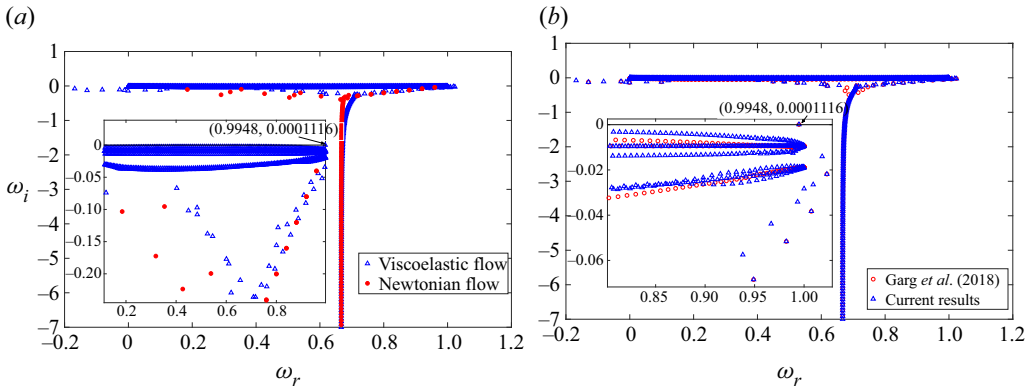 (a)
1
0
–1
–2
–3
–4
–5
–6
–7
ωi
–0.2 0 0.2 0.4 0.6 0.8 1.0 1.2
ωr
(0.9948, 0.0001116)
0
–0.05
–0.10
–0.15
–0.20
0.2 0.4 0.6 0.8
Viscoelastic flow
Newtonian flow
(b)
1
0
–1
–2
–3
–4
–5
–6
–7
–0.2 0 0.2 0.4 0.6 0.8 1.0 1.2
ωr
(0.9948, 0.0001116)
0
–0.02
–0.04
–0.06
0.85 0.90 0.95 1.00
Garg et al. (2018)
Current results